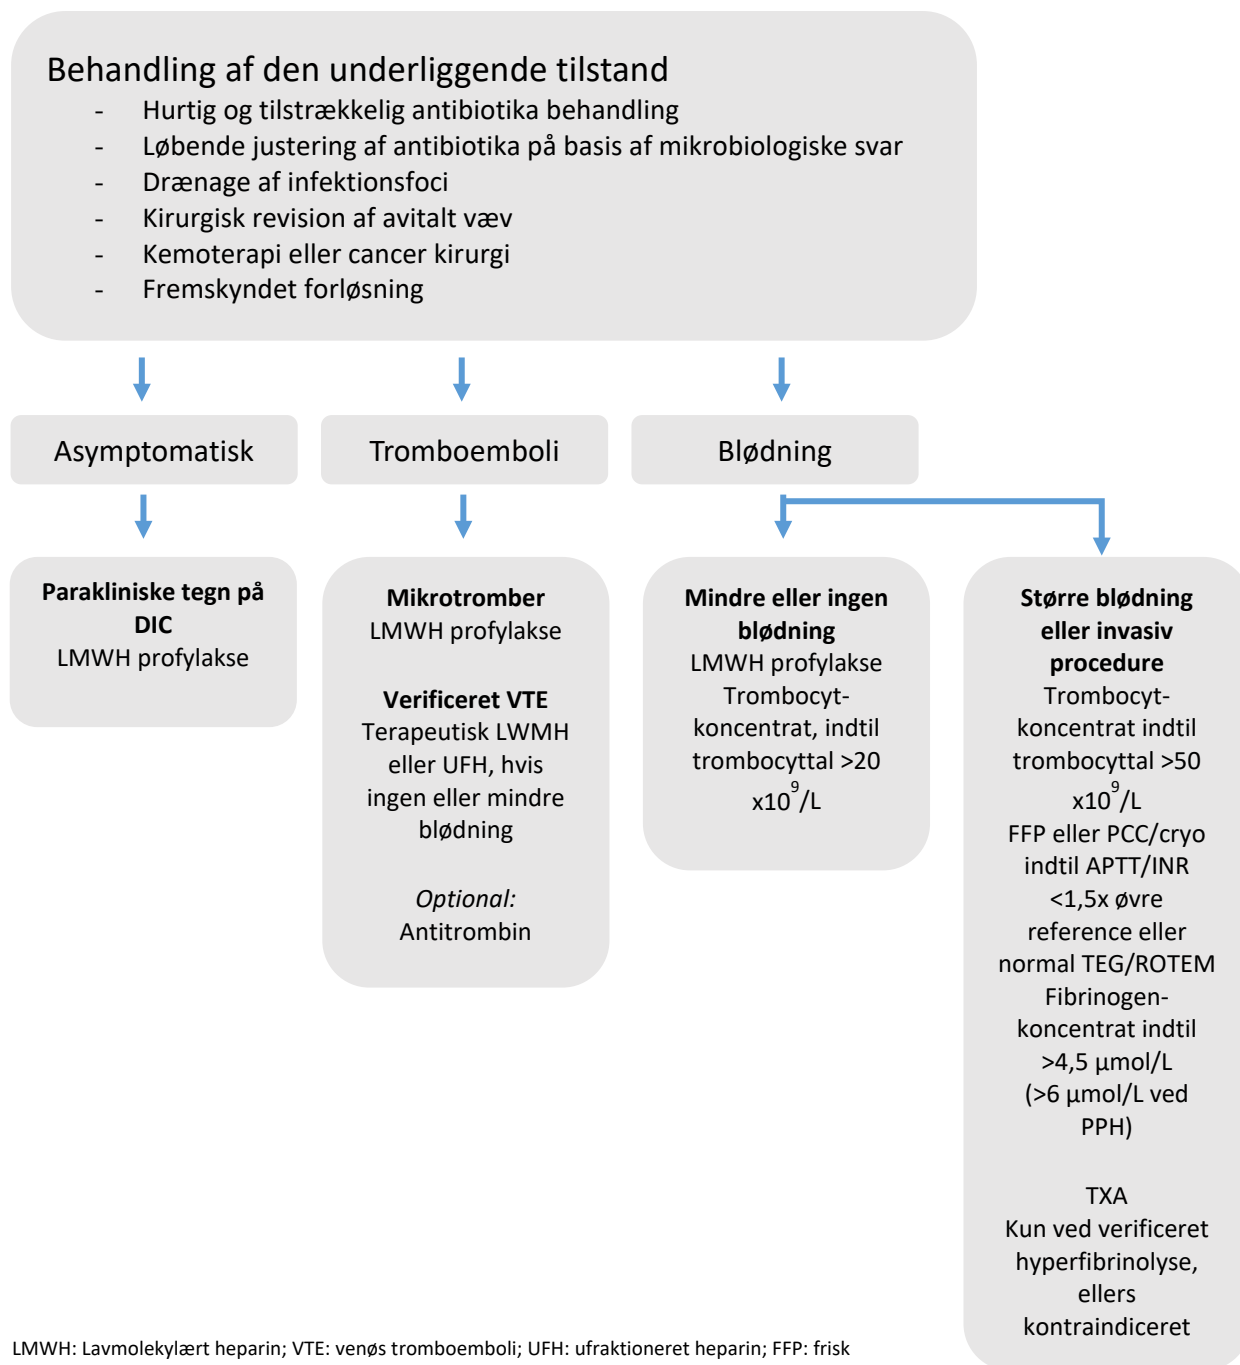 Behandling af den underliggende tilstand
- Hurtig og tilstrækkelig antibiotika behandling
- Løbende justering af antibiotika på basis af mikrobiologiske svar
- Drænage af infektionsfoci
- Kirurgisk revision af avitalt væv
- Kemoterapi eller cancer kirurgi
- Fremskyndet forløsning
Asymptomatisk
Tromboemboli
Blødning
Parakliniske tegn på
DIC
LMWH profylakse
Mikrotromber
LMWH profylakse
Verificeret VTE
Terapeutisk LWMH
eller UFH, hvis
ingen eller mindre
blødning
Optional:
Antitrombin
Mindre eller ingen
blødning
LMWH profylakse
Trombocyt-
koncentrat, indtil
trombocyttal >20
x10⁹/L
Større blødning
eller invasiv
procedure
Trombocyt-
koncentrat indtil
trombocyttal >50
x10⁹/L
FFP eller PCC/cryo
indtil APTT/INR
<1,5x øvre
reference eller
normal TEG/ROTEM
Fibrinogen-
koncentrat indtil
>4,5 µmol/L
(>6 µmol/L ved
PPH)
TXA
Kun ved verificeret
hyperfibrinolyse,
ellers
kontraindiceret
LMWH: Lavmolekylært heparin; VTE: venøs tromboemboli; UFH: ufraktioneret heparin; FFP: frisk